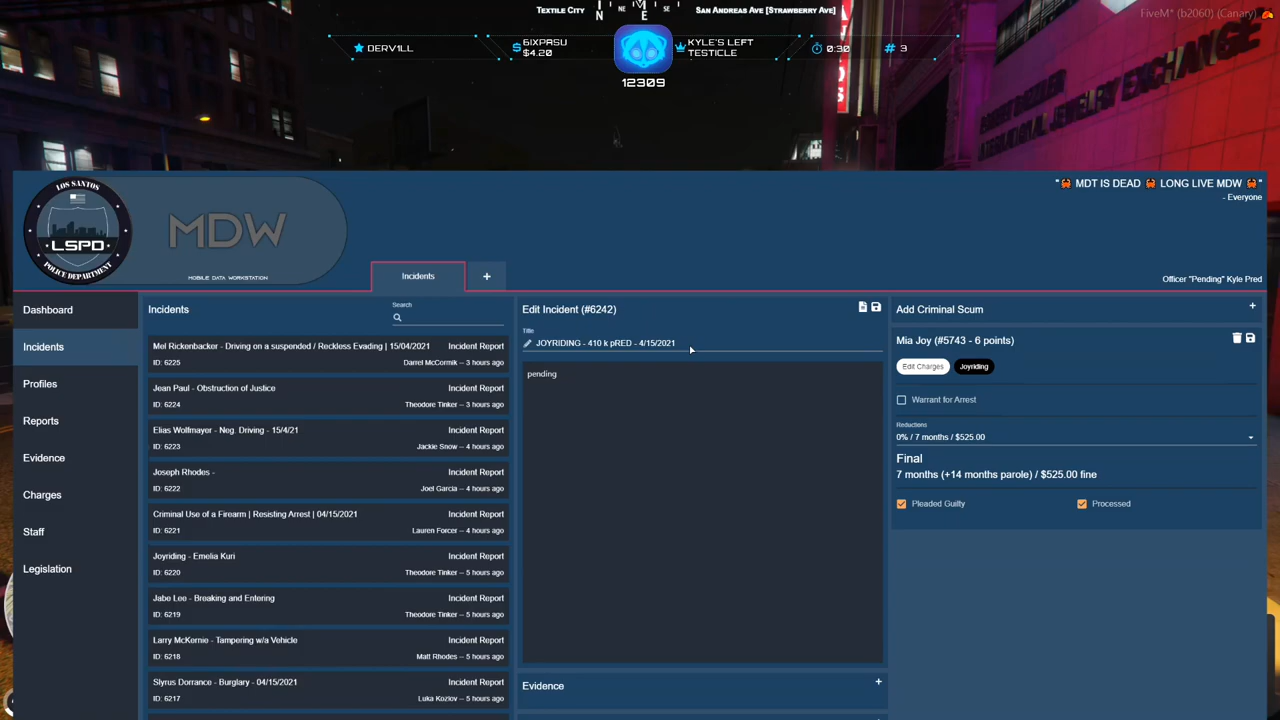 TEXTILE CITY
N
NE
E
SE
SAN ANDREAS AVE [STRAWBERRY AVE]
FiveM* (b2060) (Canary)
DERV1LL
6IXPASU
$4.20
KYLE'S LEFT
TESTICLE
0:30
# 3
12309
LOS SANTOS
LSPD
POLICE DEPARTMENT
MDW
MOBILE DATA WORKSTATION
" MDT IS DEAD LONG LIVE MDW "
- Everyone
Incidents
+
Officer "Pending" Kyle Pred
Dashboard
Incidents
Profiles
Reports
Evidence
Charges
Staff
Legislation
Incidents
Search
Mel Rickenbacker - Driving on a suspended / Reckless Evading | 15/04/2021 Incident Report
ID: 6225 Darrel McCormik – 3 hours ago
Jean Paul - Obstruction of Justice Incident Report
ID: 6224 Theodore Tinker – 3 hours ago
Elias Wolfmayer - Neg. Driving - 15/4/21 Incident Report
ID: 6223 Jackie Snow – 4 hours ago
Joseph Rhodes - Incident Report
ID: 6222 Joel Garcia – 4 hours ago
Criminal Use of a Firearm | Resisting Arrest | 04/15/2021 Incident Report
ID: 6221 Lauren Forcer – 4 hours ago
Joyriding - Emelia Kuri Incident Report
ID: 6220 Theodore Tinker – 5 hours ago
Jabe Lee - Breaking and Entering Incident Report
ID: 6219 Theodore Tinker – 5 hours ago
Larry McKernie - Tampering w/a Vehicle Incident Report
ID: 6218 Matt Rhodes – 5 hours ago
Slyrus Dorrance - Burglary - 04/15/2021 Incident Report
ID: 6217 Luka Kozlov – 5 hours ago
Edit Incident (#6242)
Title
JOYRIDING - 410 k pRED - 4/15/2021
pending
Evidence +
Add Criminal Scum +
Mia Joy (#5743 - 6 points)
Edit Charges Joyriding
Warrant for Arrest
Reductions
0% / 7 months / $525.00
Final
7 months (+14 months parole) / $525.00 fine
Pleaded Guilty Processed